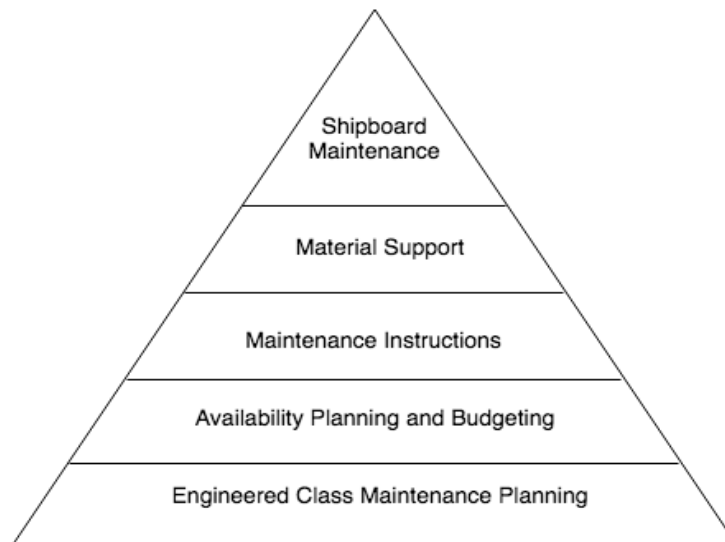 Shipboard
Maintenance
Material Support
Maintenance Instructions
Availability Planning and Budgeting
Engineered Class Maintenance Planning